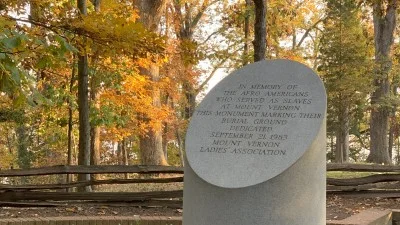 IN MEMORY OF
THE AFRO AMERICANS
WHO SERVED AS SLAVES
AT MOUNT VERNON
THIS MONUMENT MARKING THEIR
BURIAL GROUND
DEDICATED
SEPTEMBER 21, 1983
MOUNT VERNON
LADIES ASSOCIATION.